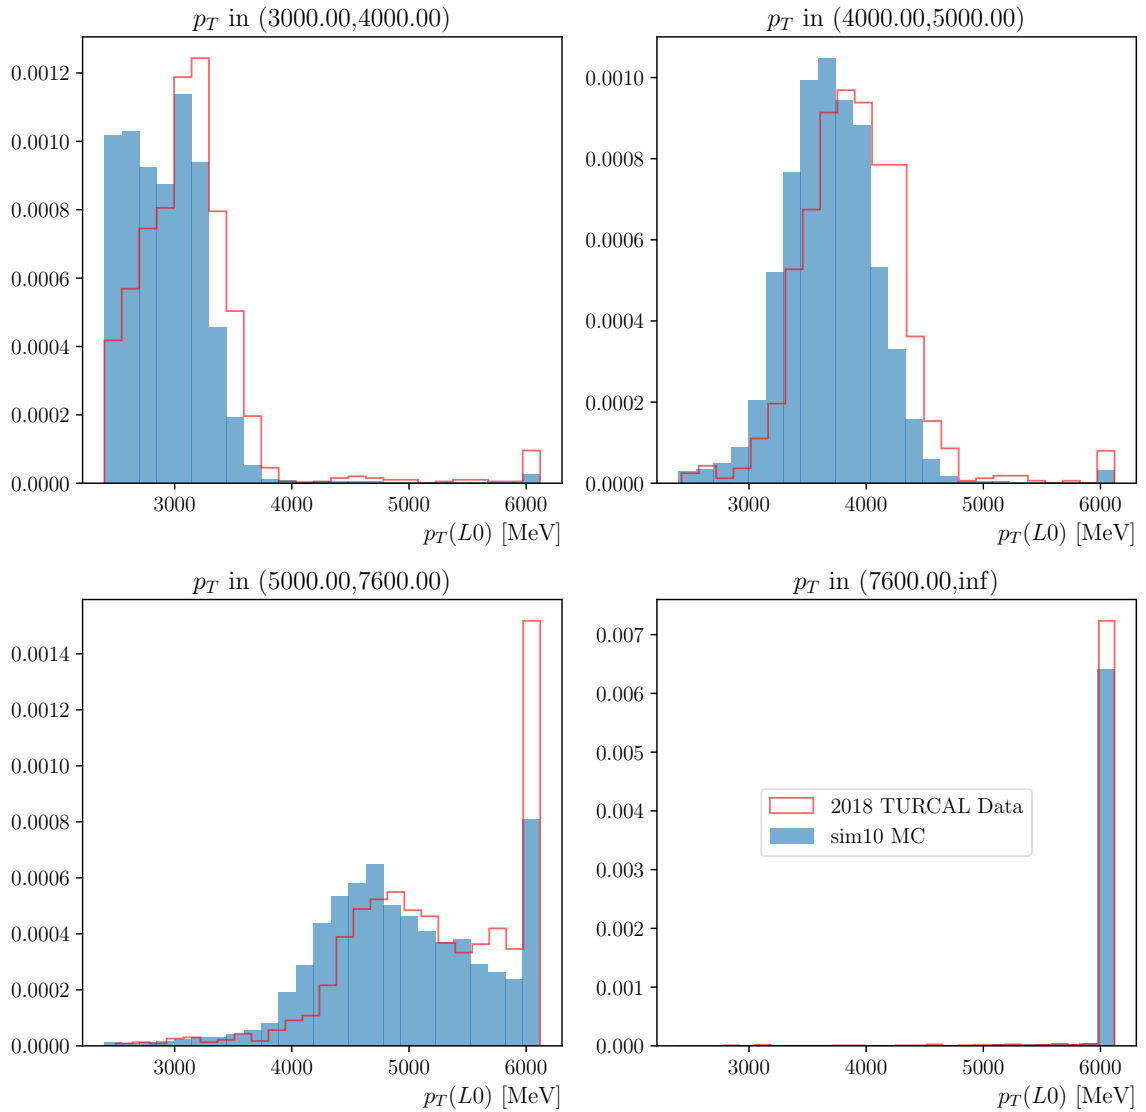 p_T in (3000.00,4000.00)
0.0012
0.0010
0.0008
0.0006
0.0004
0.0002
0.0000
3000 4000 5000 6000
p_T(L0) [MeV]
p_T in (4000.00,5000.00)
0.0010
0.0008
0.0006
0.0004
0.0002
0.0000
3000 4000 5000 6000
p_T(L0) [MeV]
p_T in (5000.00,7600.00)
0.0014
0.0012
0.0010
0.0008
0.0006
0.0004
0.0002
0.0000
3000 4000 5000 6000
p_T(L0) [MeV]
p_T in (7600.00,inf)
0.007
0.006
0.005
0.004
0.003
0.002
0.001
0.000
2018 TURCAL Data
sim10 MC
3000 4000 5000 6000
p_T(L0) [MeV]